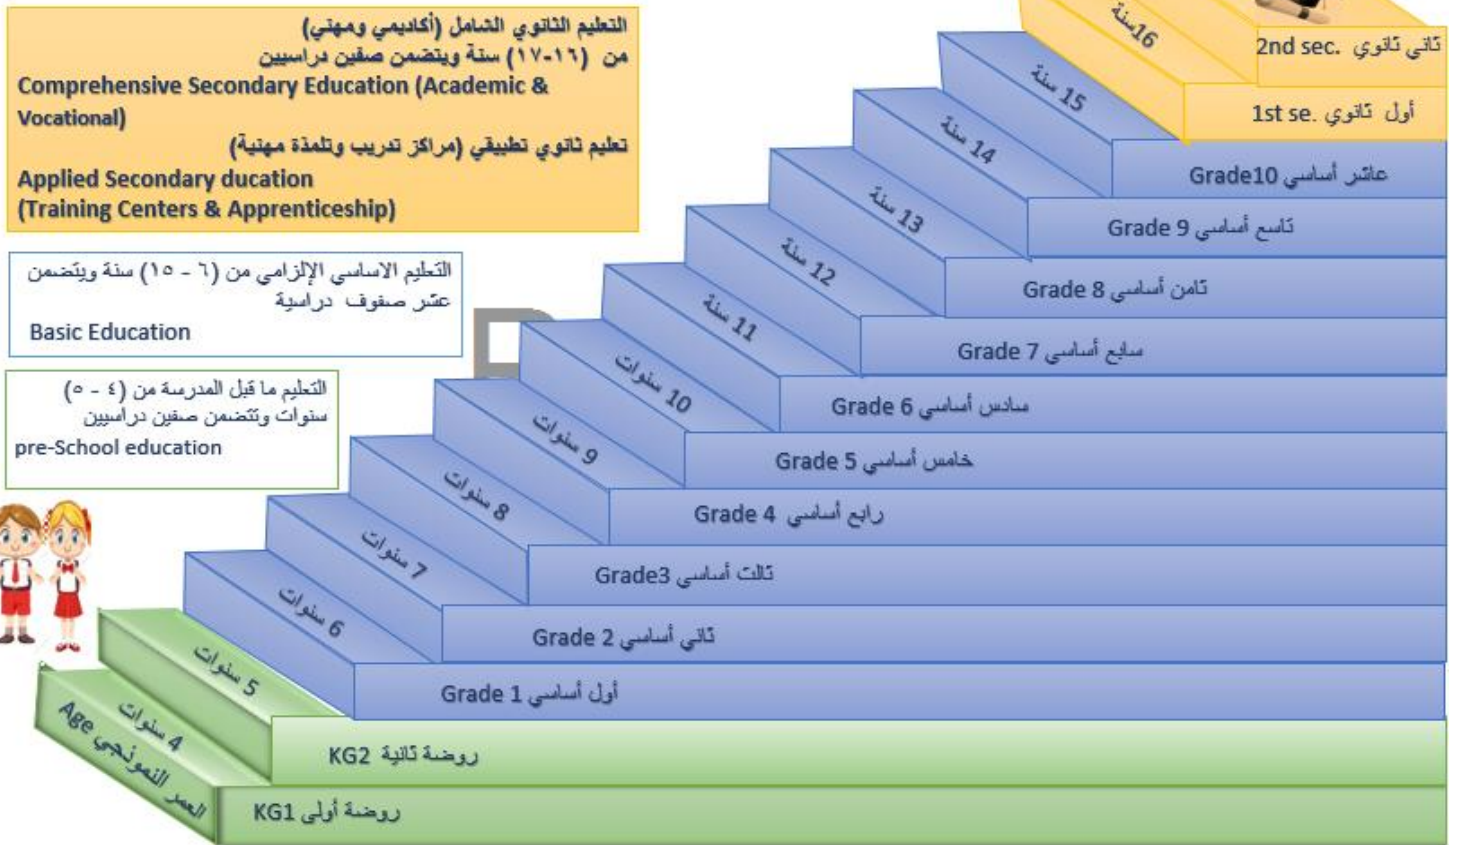 التعليم الثانوي الشامل (أكاديمي ومهني)
من (١٦-١٧) سنة ويتضمن صفين دراسيين
Comprehensive Secondary Education (Academic &
Vocational)
تعليم ثانوي تطبيقي (مراكز تدريب وتلمذة مهنية)
Applied Secondary ducation
(Training Centers & Apprenticeship)
التعليم الاساسي الإلزامي من (٦ - ١٥) سنة ويتضمن
عشر صفوف دراسية
Basic Education
التعليم ما قبل المدرسة من (٤ - ٥)
سنوات وتتضمن صفين دراسيين
pre-School education
ثاني ثانوي 2nd sec.
16سنة
أول ثانوي 1st se.
15 سنة
عاشر أساسي Grade10
14 سنة
تاسع أساسي Grade 9
13 سنة
ثامن أساسي Grade 8
12 سنة
سابع أساسي Grade 7
11 سنة
سادس أساسي Grade 6
10 سنوات
خامس أساسي Grade 5
9 سنوات
رابع أساسي Grade 4
8 سنوات
ثالث أساسي Grade3
7 سنوات
ثاني أساسي Grade 2
6 سنوات
أول أساسي Grade 1
5 سنوات
روضة ثانية KG2
4 سنوات
روضة أولى KG1
العمر النموذجي Age